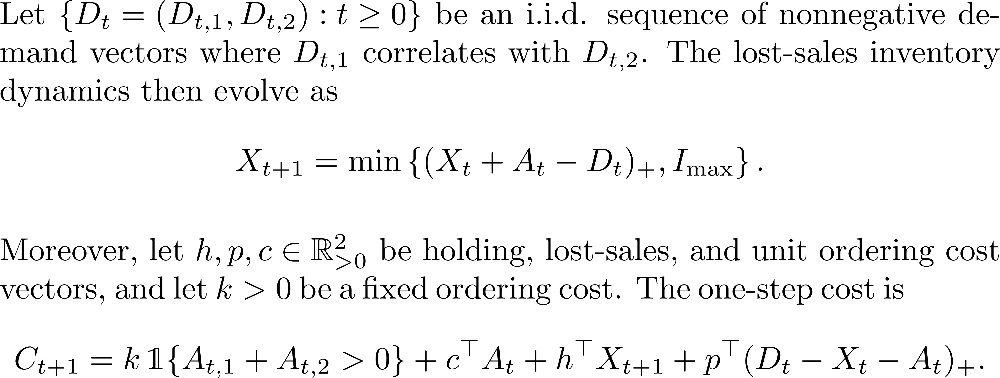 Let $\{D_t = (D_{t,1}, D_{t,2}) : t \geq 0\}$ be an i.i.d. sequence of nonnegative de-
mand vectors where $D_{t,1}$ correlates with $D_{t,2}$. The lost-sales inventory
dynamics then evolve as
$X_{t+1} = \min \{(X_t + A_t - D_t)_+, I_{\max}\}.$
Moreover, let $h, p, c \in \mathbb{R}^2_{>0}$ be holding, lost-sales, and unit ordering cost
vectors, and let $k > 0$ be a fixed ordering cost. The one-step cost is
$C_{t+1} = k \, \mathbb{1}\{A_{t,1} + A_{t,2} > 0\} + c^\top A_t + h^\top X_{t+1} + p^\top (D_t - X_t - A_t)_+.$